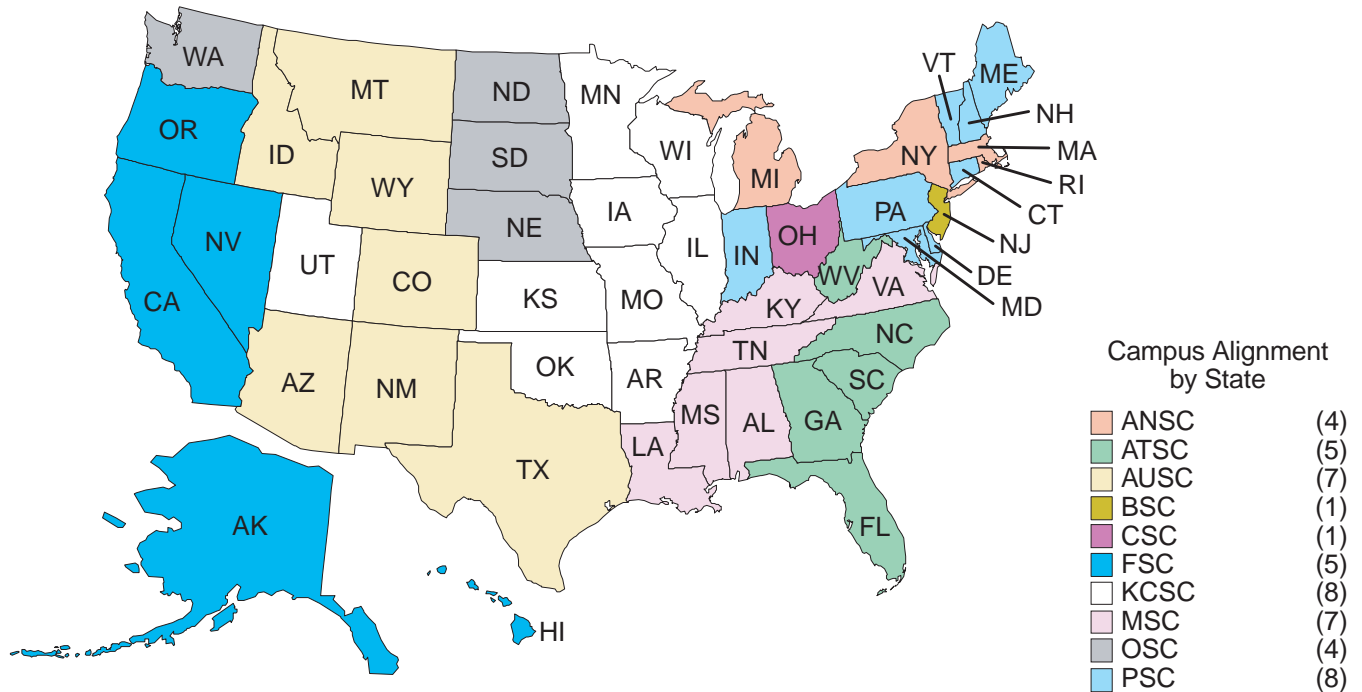 WA
MT
ND
MN
VT
ME
NH
OR
ID
SD
WI
NY
MA
WY
MI
RI
CT
NV
NE
IA
PA
NJ
UT
CO
IL
IN
OH
DE
CA
KS
MO
WV
VA
MD
KY
NC
AZ
NM
OK
AR
TN
SC
MS
AL
GA
LA
TX
FL
AK
HI
Campus Alignment
by State
ANSC (4)
ATSC (5)
AUSC (7)
BSC (1)
CSC (1)
FSC (5)
KCSC (8)
MSC (7)
OSC (4)
PSC (8)